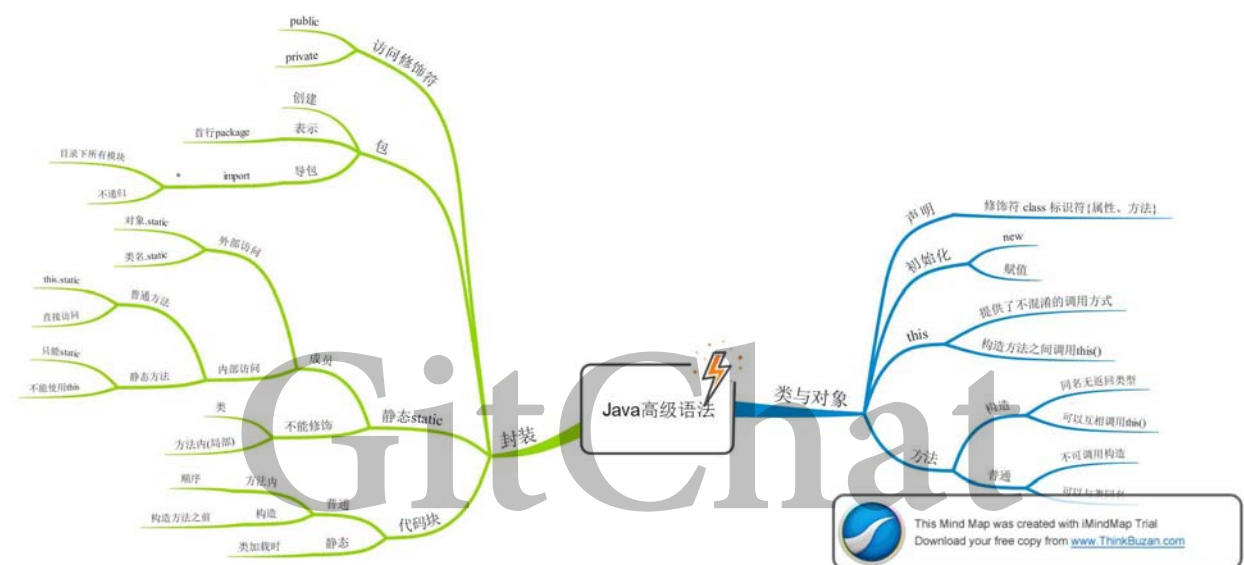 Java高级语法
类与对象
声明
修饰符 class 标识符{属性、方法}
初始化
new
赋值
this
提供了不混淆的调用方式
构造方法之间调用this()
方法
构造
同名无返回类型
可以互相调用this()
普通
不可调用构造
可以与类同名
封装
访问修饰符
public
private
包
创建
表示
首行package
导包
import
*
目录下所有模块
不递归
静态static
成员
外部访问
对象.static
类名.static
内部访问
普通方法
this.static
直接访问
静态方法
只能static
不能使用this
不能修饰
类
方法内(局部)
代码块
普通
方法内
顺序
构造
构造方法之前
静态
类加载时
GitChat
This Mind Map was created with iMindMap Trial
Download your free copy from www.ThinkBuzan.com